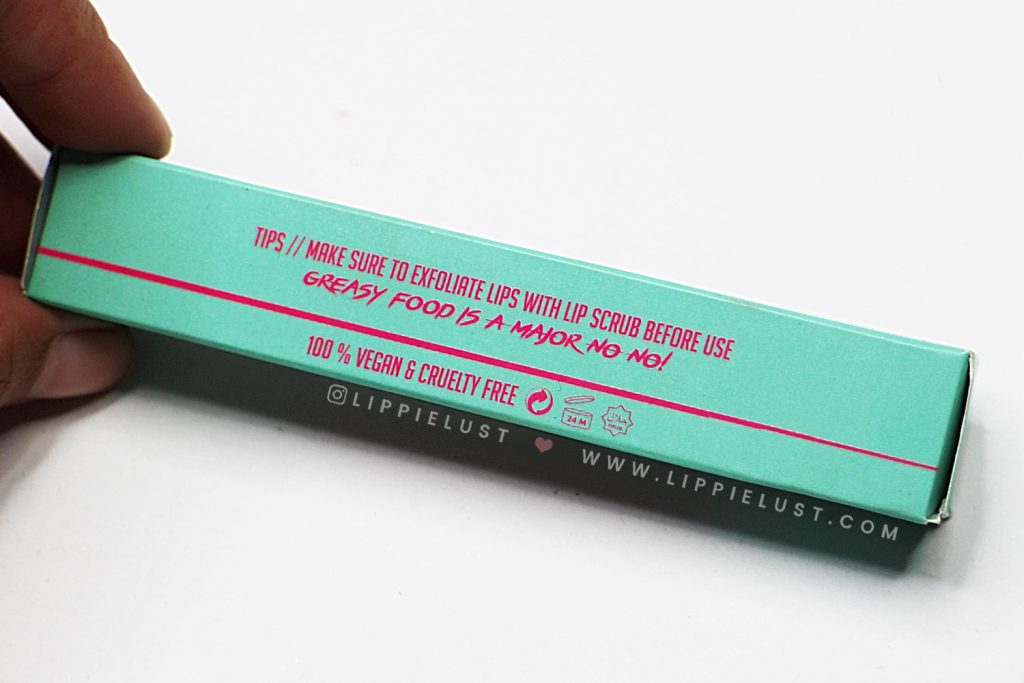 TIPS // MAKE SURE TO EXFOLIATE LIPS WITH LIP SCRUB BEFORE USE
GREASY FOOD IS A MAJOR NO NO!
100 % VEGAN & CRUELTY FREE
24 M
LIPPIELUST
WWW.LIPPIELUST.COM